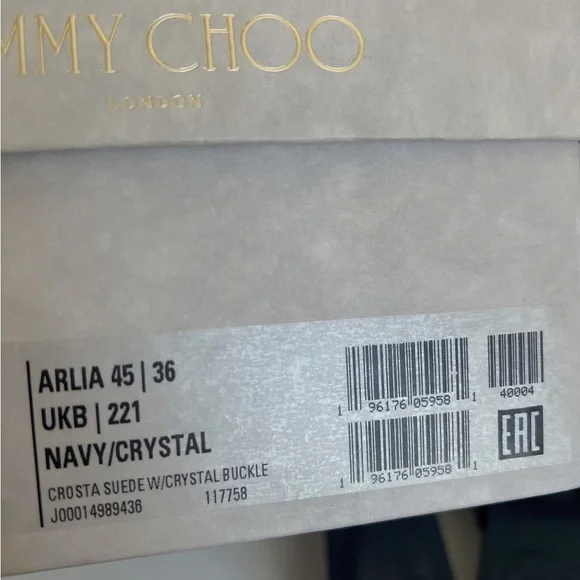 MMY CHOO
LONDON
ARLIA 45 | 36
UKB | 221
NAVY/CRYSTAL
CROSTA SUEDE W/CRYSTAL BUCKLE
J00014989436 117758
1 96176 05958 1
1 96176 05958 1
40004
EAC